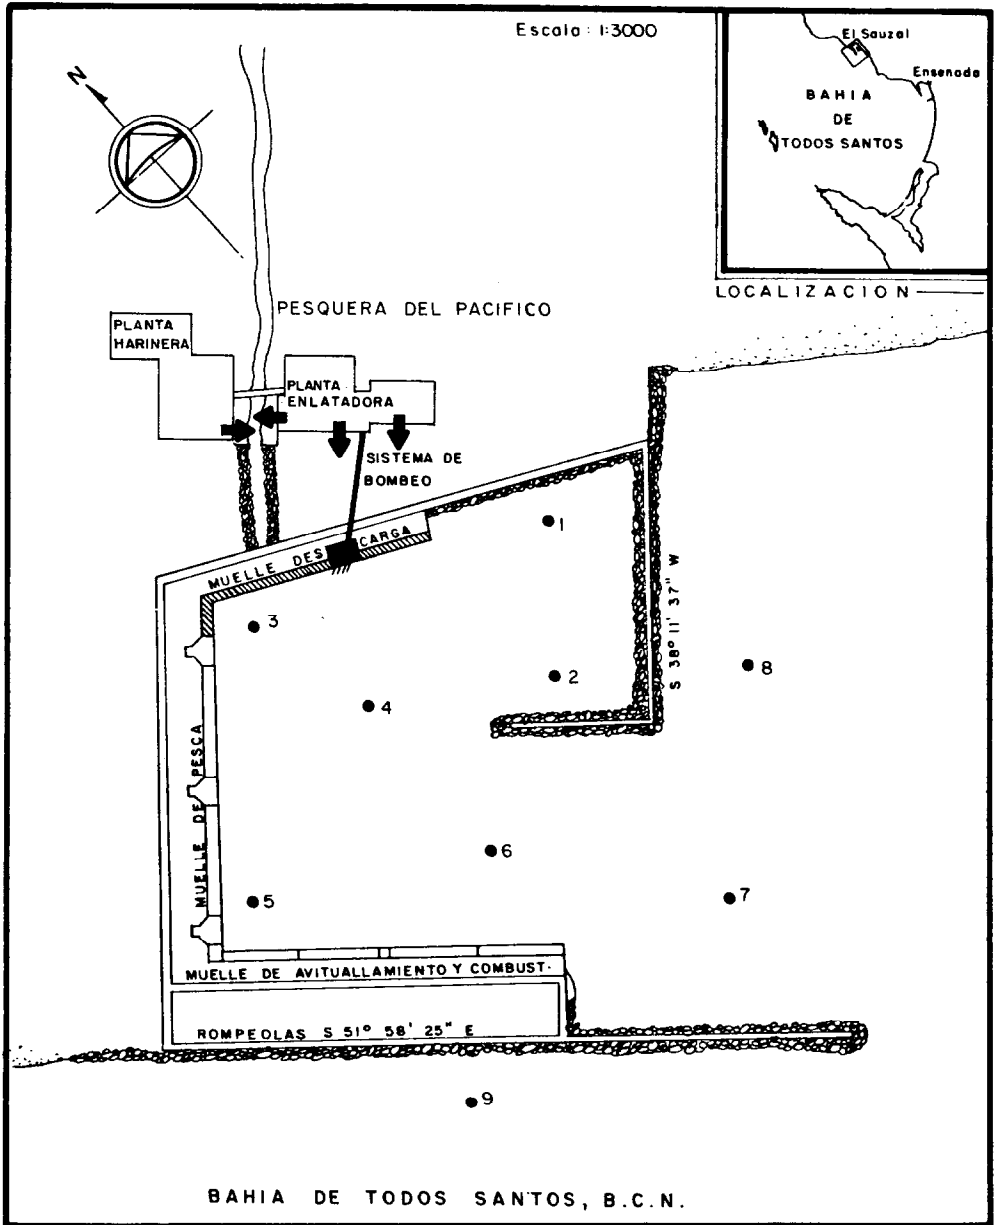 Escala : 1:3000
El Sauzal
Ensenada
BAHIA
DE
TODOS SANTOS
LOCALIZACION
N
PESQUERA DEL PACIFICO
PLANTA
HARINERA
PLANTA
ENLATADORA
SISTEMA DE
BOMBEO
MUELLE DES CARGA
1
S 38° 11' 37" W
3
2
8
4
MUELLE DE PESCA
6
5
7
MUELLE DE AVITUALLAMIENTO Y COMBUST.
ROMPEOLAS S 51° 58' 25" E
9
BAHIA DE TODOS SANTOS, B.C.N.